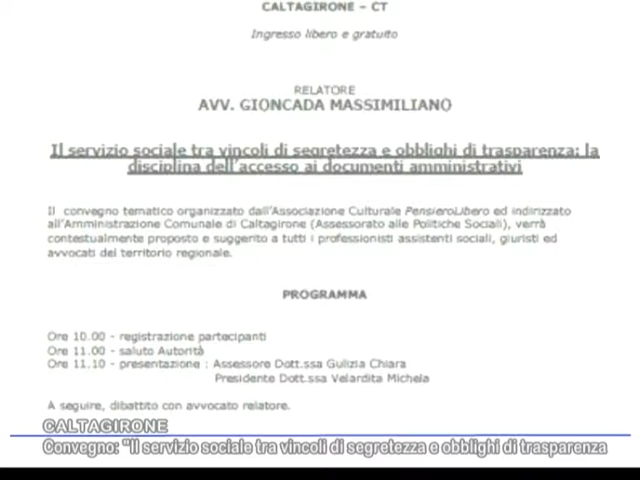 CALTAGIRONE – CT
Ingresso libero e gratuito
RELATORE
AVV. GIONCADA MASSIMILIANO
Il servizio sociale tra vincoli di segretezza e obblighi di trasparenza: la
disciplina dell'accesso ai documenti amministrativi
Il convegno tematico organizzato dall'Associazione Culturale PensieroLibero ed indirizzato
all'Amministrazione Comunale di Caltagirone (Assessorato alle Politiche Sociali), verrà
contestualmente proposto e suggerito a tutti i professionisti assistenti sociali, giuristi ed
avvocati del territorio regionale.
PROGRAMMA
Ore 10.00 - registrazione partecipanti
Ore 11.00 - saluto Autorità
Ore 11.10 - presentazione : Assessore Dott.ssa Gulizia Chiara
Presidente Dott.ssa Velardita Michela
A seguire, dibattito con avvocato relatore.
CALTAGIRONE
Convegno: "Il servizio sociale tra vincoli di segretezza e obblighi di trasparenza